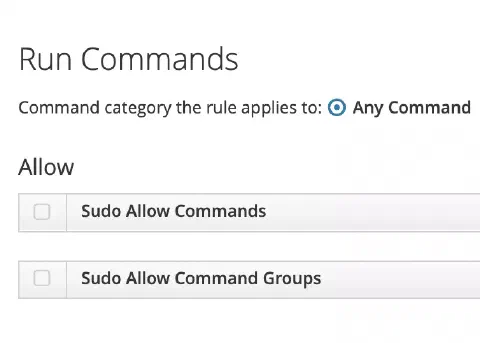 Run Commands
Command category the rule applies to: Any Command
Allow
Sudo Allow Commands
Sudo Allow Command Groups